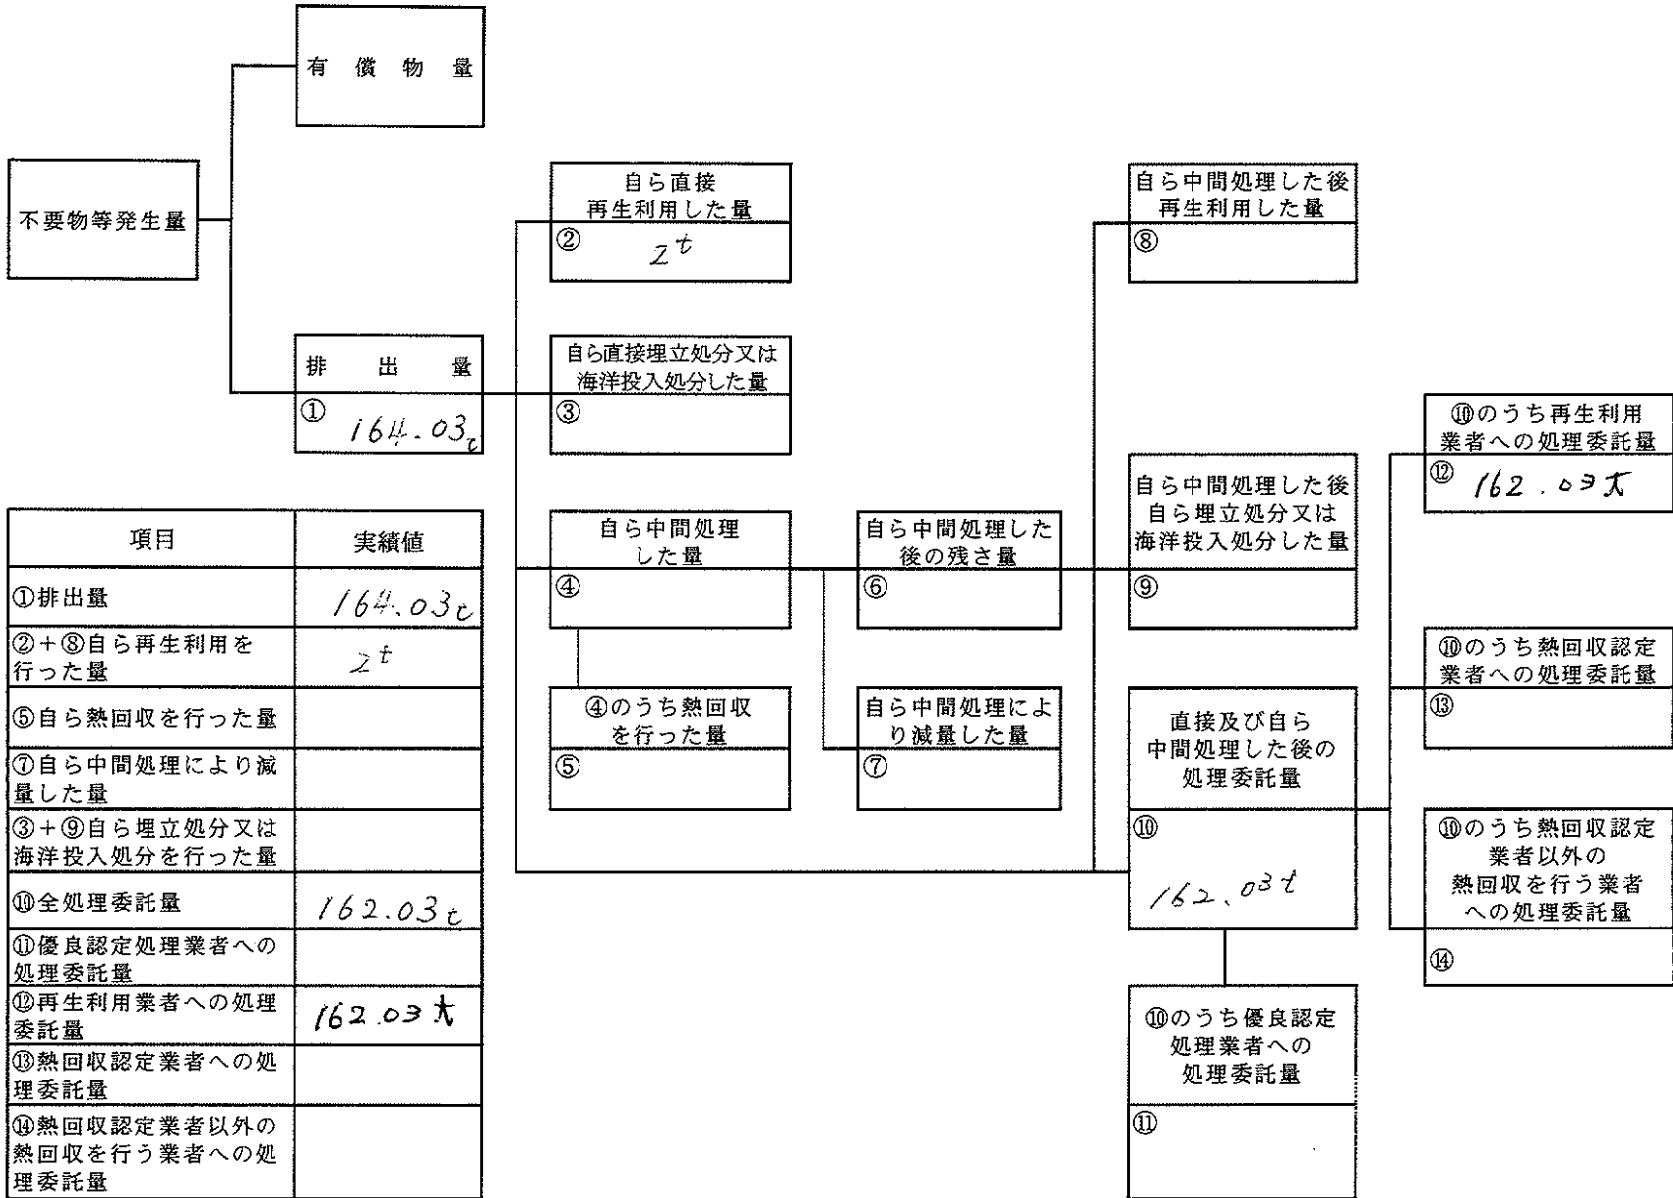 有償物量
不要物等発生量
自ら直接
再生利用した量
②
2t
自ら中間処理した後
再生利用した量
⑧
排出量
①
164.03t
自ら直接埋立処分又は
海洋投入処分した量
③
⑩のうち再生利用
業者への処理委託量
⑫
162.03t
自ら中間処理
した量
④
自ら中間処理した
後の残さ量
⑥
自ら中間処理した後
自ら埋立処分又は
海洋投入処分した量
⑨
⑩のうち熱回収認定
業者への処理委託量
⑬
④のうち熱回収
を行った量
⑤
自ら中間処理によ
り減量した量
⑦
直接及び自ら
中間処理した後の
処理委託量
⑩
162.03t
⑩のうち熱回収認定
業者以外の
熱回収を行う業者
への処理委託量
⑭
⑩のうち優良認定
処理業者への
処理委託量
⑪
項目 実績値
①排出量 164.03t
②+⑧自ら再生利用を
行った量
2t
⑤自ら熱回収を行った量
⑦自ら中間処理により減
量した量
③+⑨自ら埋立処分又は
海洋投入処分を行った量
⑩全処理委託量 162.03t
⑪優良認定処理業者への
処理委託量
⑫再生利用業者への処理
委託量
162.03t
⑬熱回収認定業者への処
理委託量
⑭熱回収認定業者以外の
熱回収を行う業者への処
理委託量